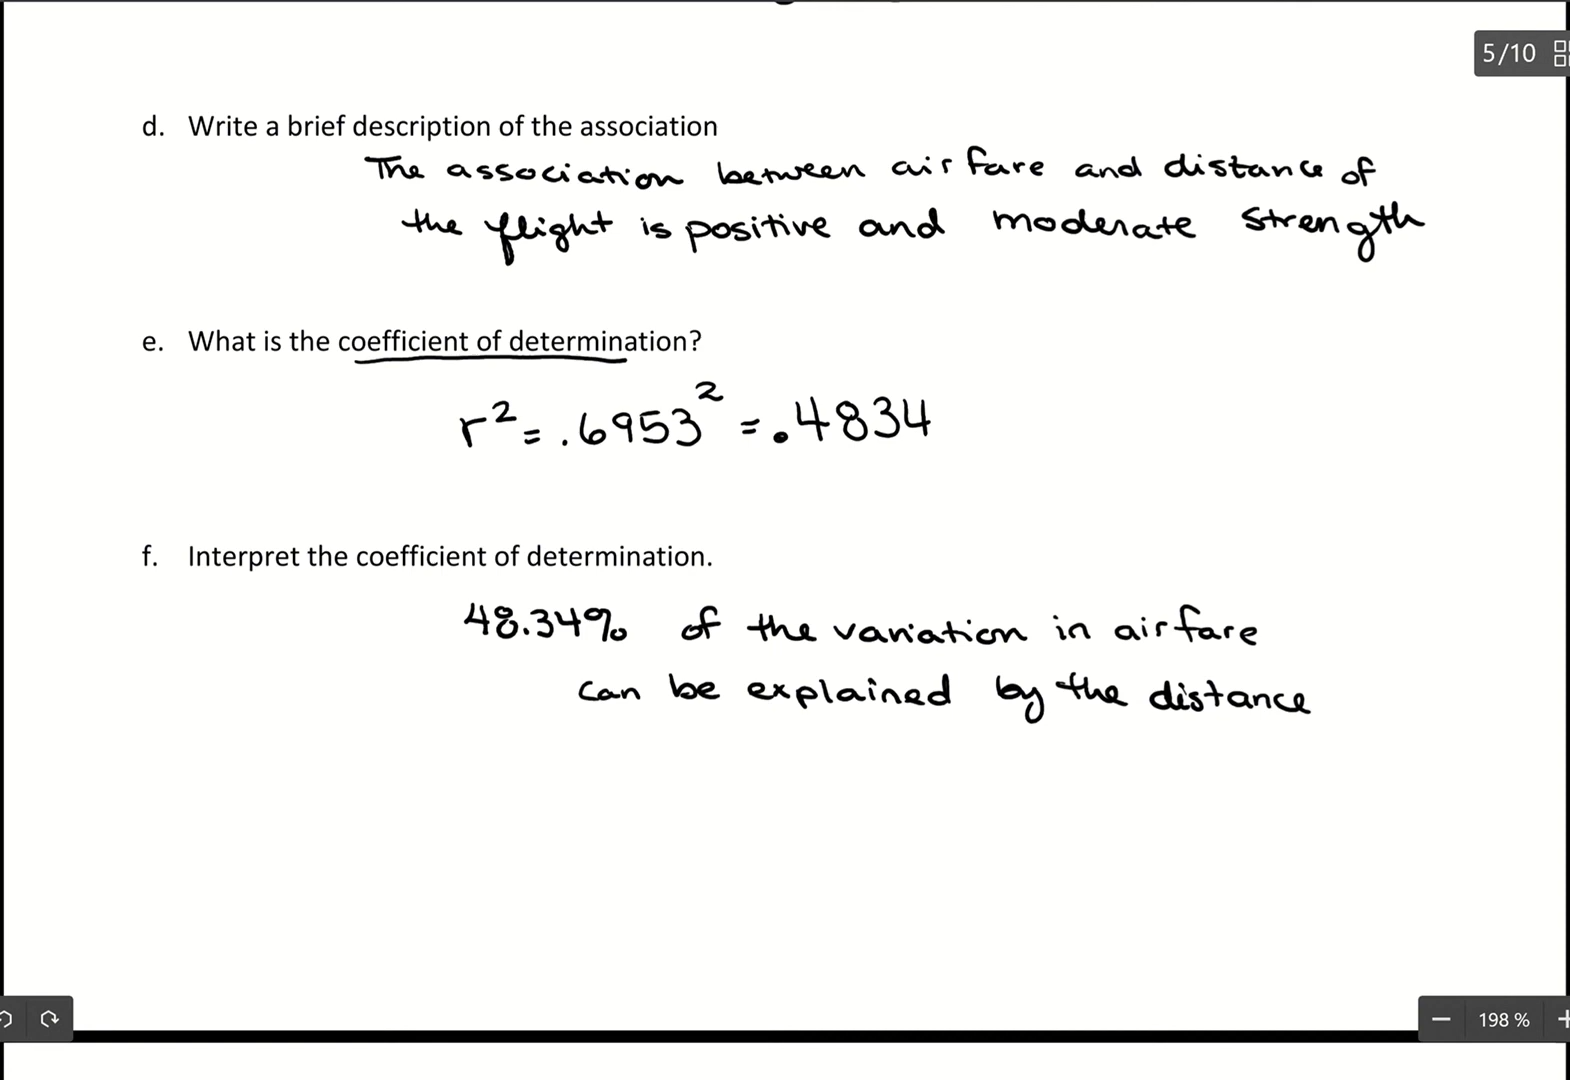 5/10
d. Write a brief description of the association
The association between airfare and distance of
the flight is positive and moderate strength
e. What is the coefficient of determination?
r² = .6953² = .4834
f. Interpret the coefficient of determination.
48.34% of the variation in airfare
can be explained by the distance
198 %